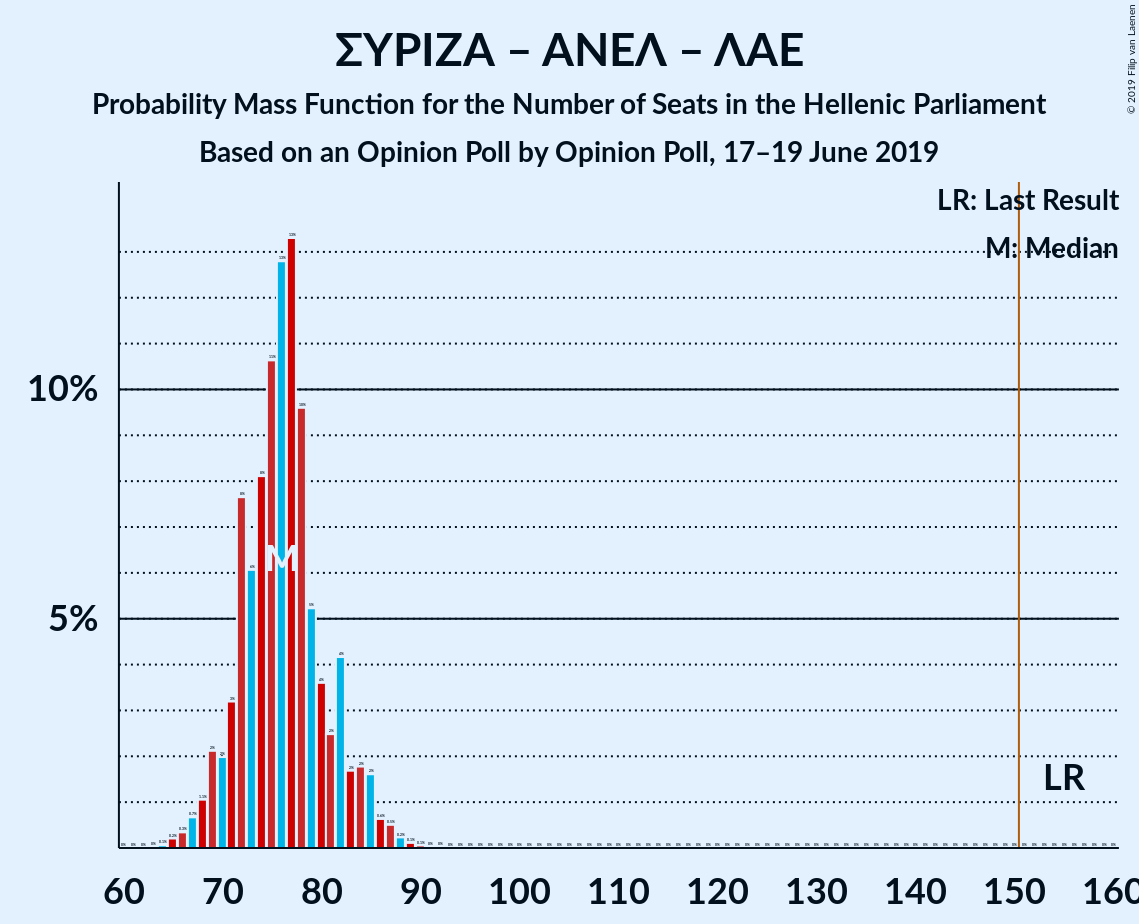 ΣΥΡΙΖΑ – ΑΝΕΛ – ΛΑΕ
Probability Mass Function for the Number of Seats in the Hellenic Parliament
Based on an Opinion Poll by Opinion Poll, 17–19 June 2019
© 2019 Filip van Laenen
LR: Last Result
M: Median
10%
5%
M
LR
60 70 80 90 100 110 120 130 140 150 160